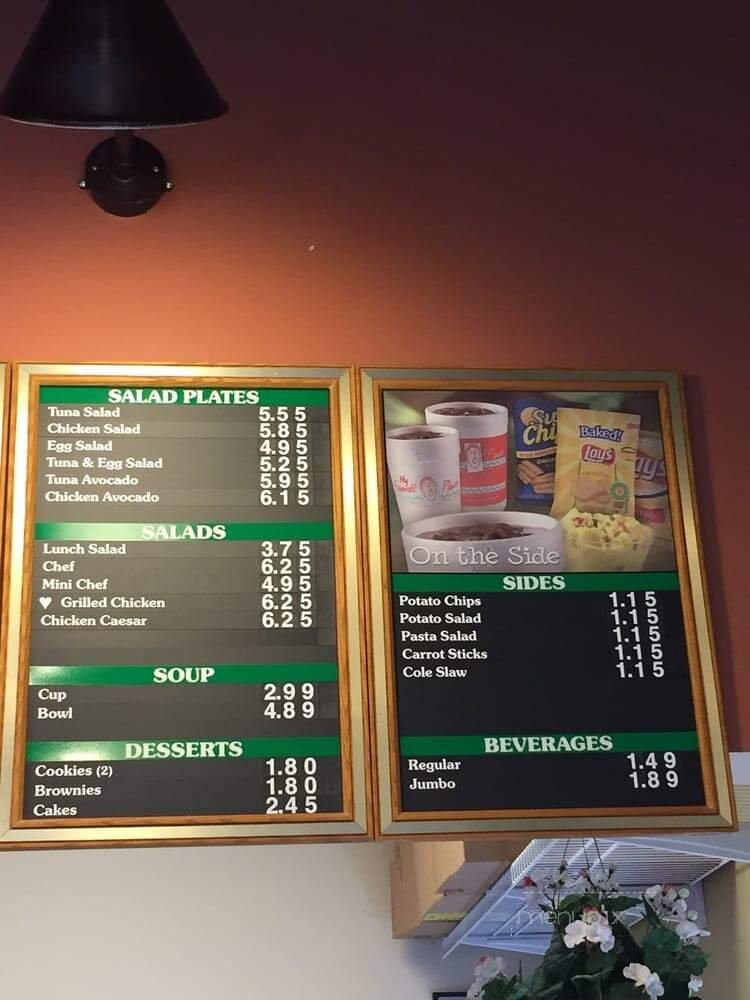 SALAD PLATES
Tuna Salad 5.55
Chicken Salad 5.85
Egg Salad 4.95
Tuna & Egg Salad 5.25
Tuna Avocado 5.95
Chicken Avocado 6.15
SALADS
Lunch Salad 3.75
Chef 6.25
Mini Chef 4.95
♥ Grilled Chicken 6.25
Chicken Caesar 6.25
SOUP
Cup 2.99
Bowl 4.89
DESSERTS
Cookies (2) 1.80
Brownies 1.80
Cakes 2.45
Su
Chi
Baked!
Lay's
ay's
My
On the Side
SIDES
Potato Chips 1.15
Potato Salad 1.15
Pasta Salad 1.15
Carrot Sticks 1.15
Cole Slaw 1.15
BEVERAGES
Regular 1.49
Jumbo 1.89
menupix